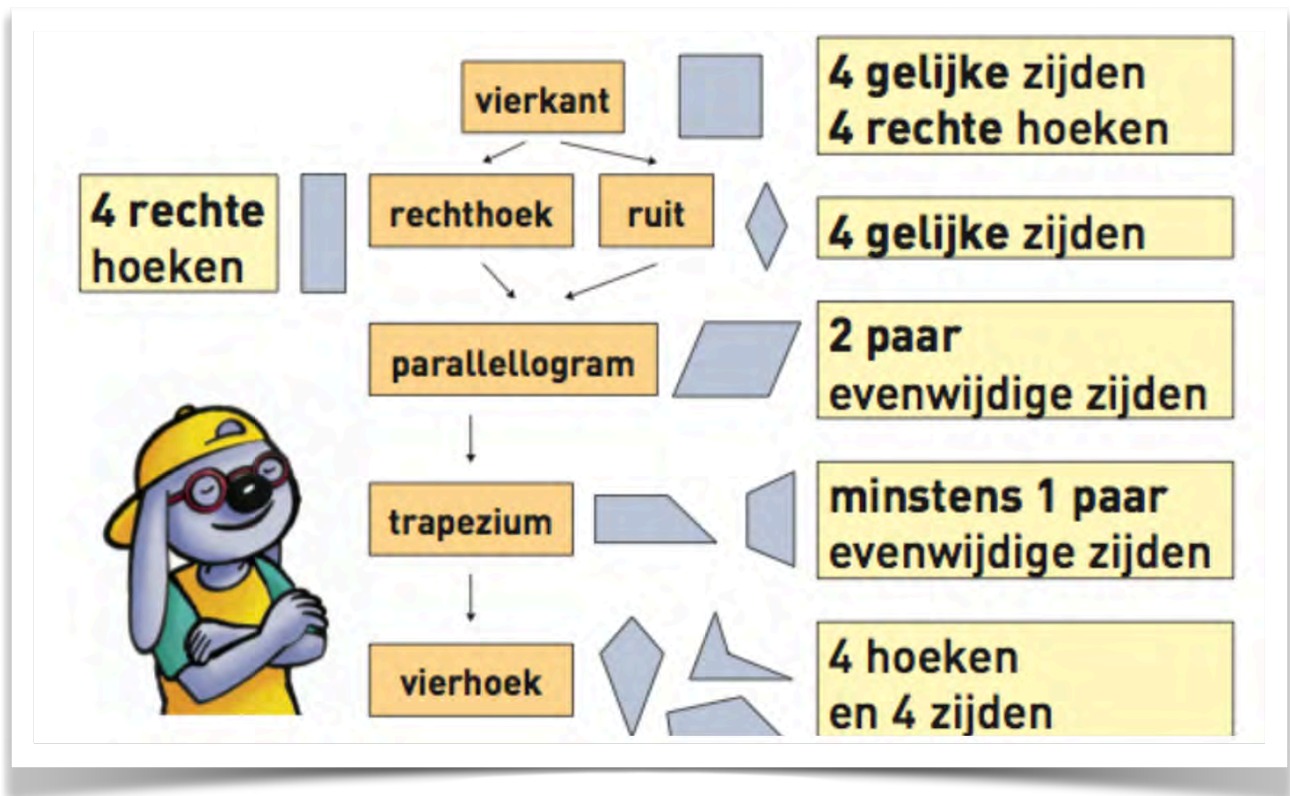 vierkant
4 gelijke zijden
4 rechte hoeken
4 rechte
hoeken
rechthoek
ruit
4 gelijke zijden
parallellogram
2 paar
evenwijdige zijden
trapezium
minstens 1 paar
evenwijdige zijden
vierhoek
4 hoeken
en 4 zijden